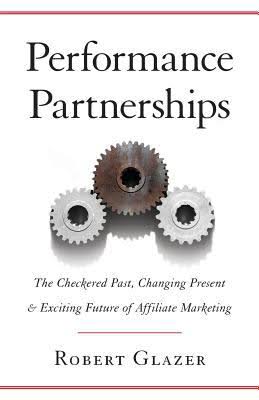 Performance
Partnerships
The Checkered Past, Changing Present
& Exciting Future of Affiliate Marketing
Robert Glazer